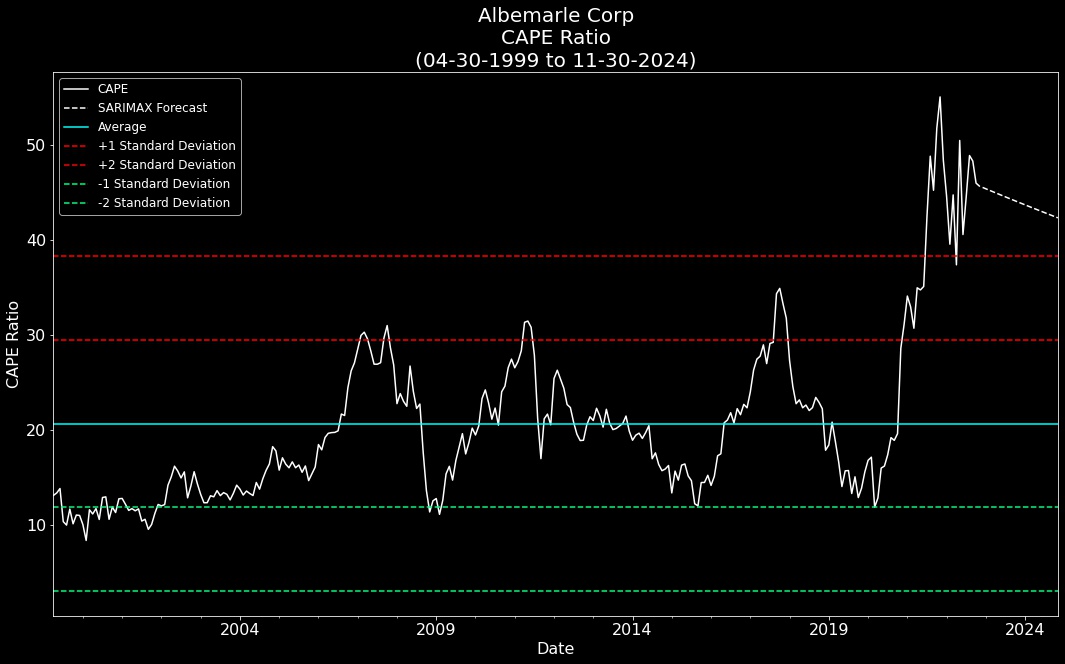 Albemarle Corp
CAPE Ratio
(04-30-1999 to 11-30-2024)
CAPE
SARIMAX Forecast
Average
+1 Standard Deviation
+2 Standard Deviation
-1 Standard Deviation
-2 Standard Deviation
50
40
30
20
10
CAPE Ratio
2004
2009
2014
2019
2024
Date